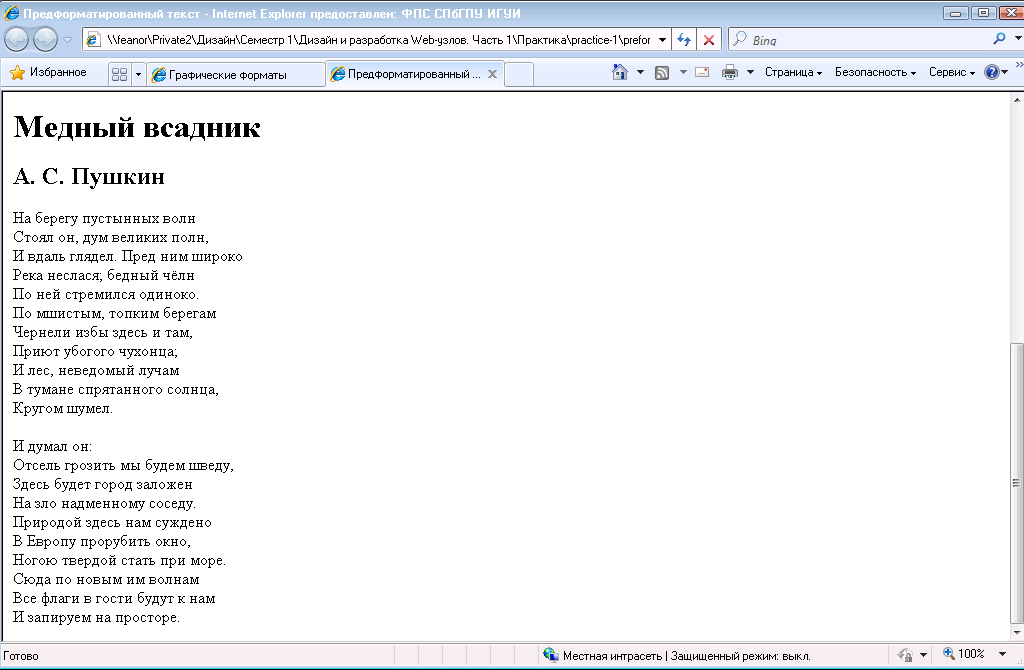 Предформатированный текст - Internet Explorer предоставлен: ФПС СПбГПУ ИГУИ
\\feanor\Private2\Дизайн\Семестр 1\Дизайн и разработка Web-узлов. Часть 1\Практика\practice-1\prefor
Bing
Избранное
Графические форматы
Предформатированный ...
Страница
Безопасность
Сервис
Медный всадник
А. С. Пушкин
На берегу пустынных волн
Стоял он, дум великих полн,
И вдаль глядел. Пред ним широко
Река неслася; бедный чёлн
По ней стремился одиноко.
По мшистым, топким берегам
Чернели избы здесь и там,
Приют убогого чухонца;
И лес, неведомый лучам
В тумане спрятанного солнца,
Кругом шумел.
И думал он:
Отсель грозить мы будем шведу,
Здесь будет город заложен
На зло надменному соседу.
Природой здесь нам суждено
В Европу прорубить окно,
Ногою твердой стать при море.
Сюда по новым им волнам
Все флаги в гости будут к нам
И запируем на просторе.
Готово
Местная интрасеть | Защищенный режим: выкл.
100%